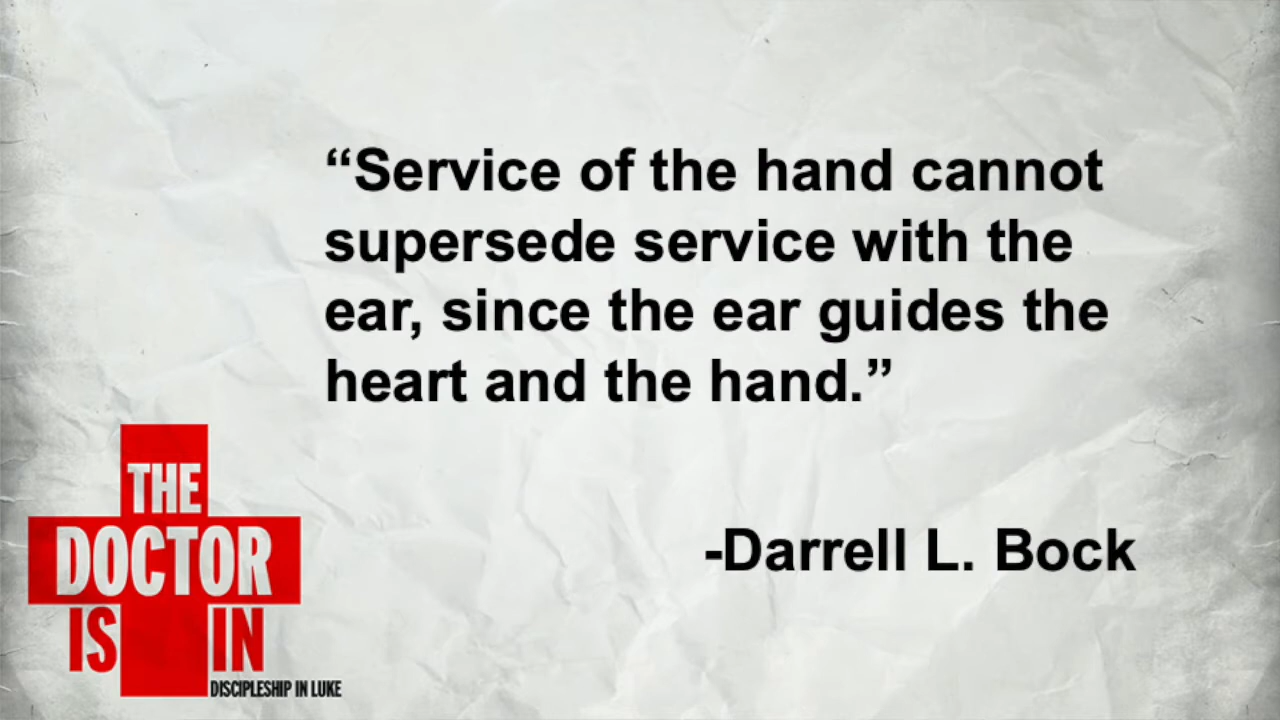 “Service of the hand cannot
supersede service with the
ear, since the ear guides the
heart and the hand.”
-Darrell L. Bock
THE
DOCTOR
IS IN
DISCIPLESHIP IN LUKE